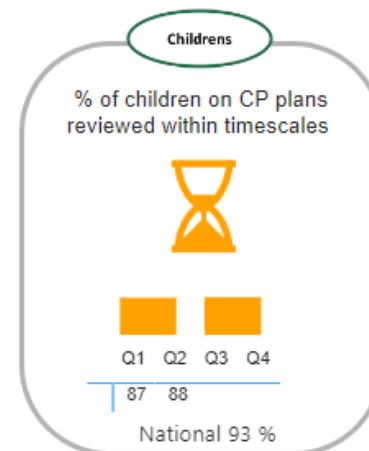 Childrens
% of children on CP plans
reviewed within timescales
Q1 Q2 Q3 Q4
87 88
National 93 %